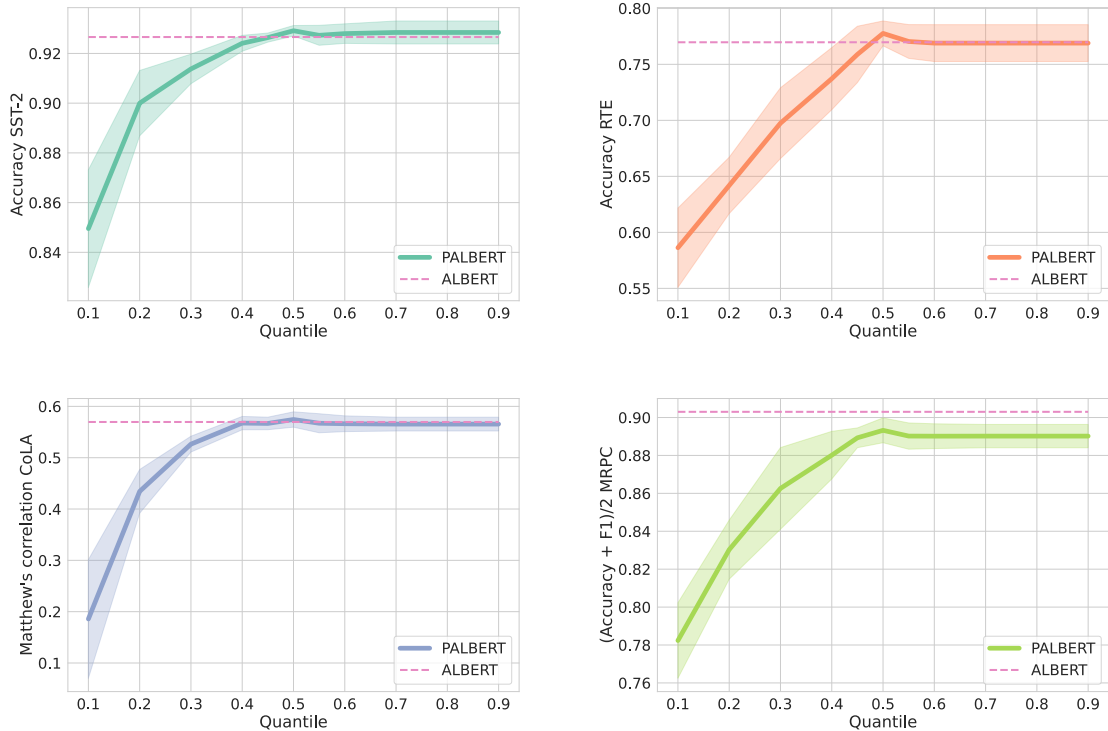 Accuracy SST-2
0.92
0.90
0.88
0.86
0.84
0.1 0.2 0.3 0.4 0.5 0.6 0.7 0.8 0.9
Quantile
PALBERT
ALBERT
Accuracy RTE
0.80
0.75
0.70
0.65
0.60
0.55
0.1 0.2 0.3 0.4 0.5 0.6 0.7 0.8 0.9
Quantile
PALBERT
ALBERT
Matthew's correlation CoLA
0.6
0.5
0.4
0.3
0.2
0.1
0.1 0.2 0.3 0.4 0.5 0.6 0.7 0.8 0.9
Quantile
PALBERT
ALBERT
(Accuracy + F1)/2 MRPC
0.90
0.88
0.86
0.84
0.82
0.80
0.78
0.76
0.1 0.2 0.3 0.4 0.5 0.6 0.7 0.8 0.9
Quantile
PALBERT
ALBERT